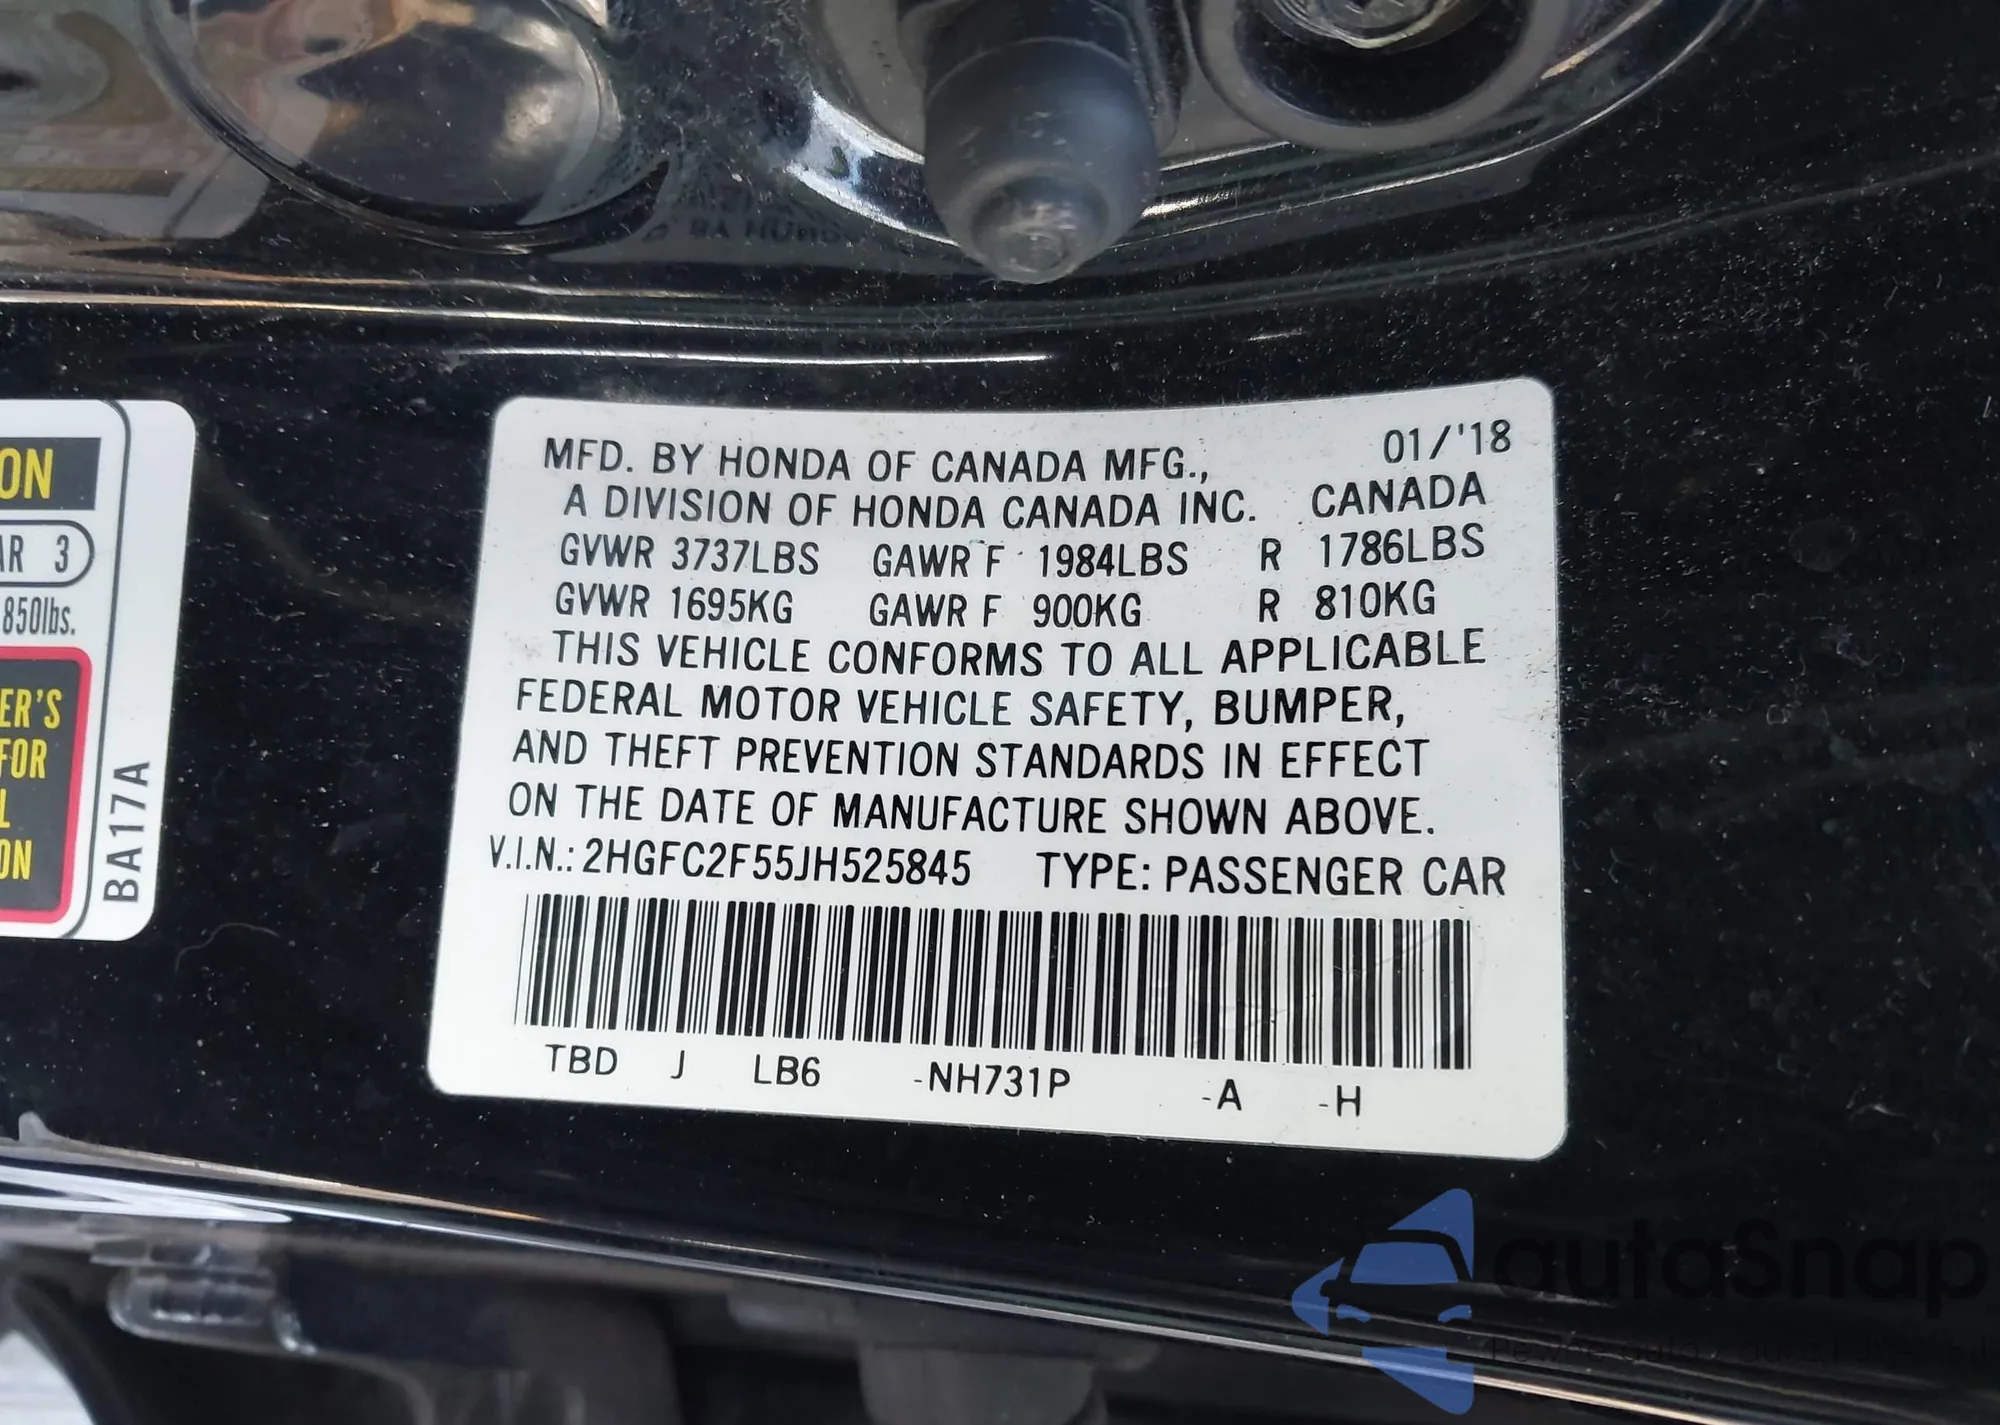 MFD. BY HONDA OF CANADA MFG., 01/'18
A DIVISION OF HONDA CANADA INC. CANADA
GVWR 3737LBS GAWR F 1984LBS R 1786LBS
GVWR 1695KG GAWR F 900KG R 810KG
THIS VEHICLE CONFORMS TO ALL APPLICABLE
FEDERAL MOTOR VEHICLE SAFETY, BUMPER,
AND THEFT PREVENTION STANDARDS IN EFFECT
ON THE DATE OF MANUFACTURE SHOWN ABOVE.
V.I.N.: 2HGFC2F55JH525845 TYPE: PASSENGER CAR
TBD J LB6 -NH731P -A -H
ON
AR 3
850lbs.
ER'S
FOR
L
ON
BA17A
autaSnap